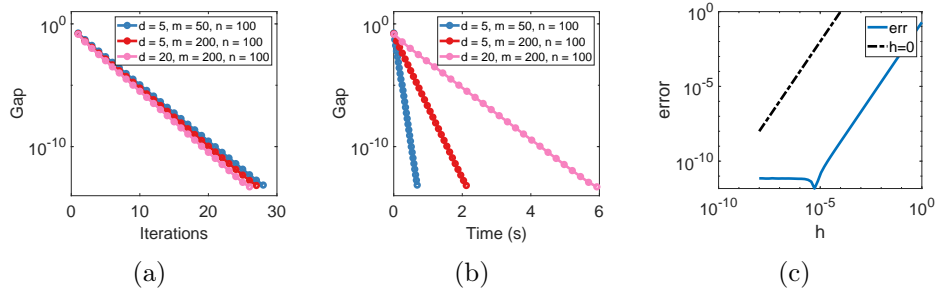 10^0
10^-10
Gap
0
10
20
30
Iterations
d = 5, m = 50, n = 100
d = 5, m = 200, n = 100
d = 20, m = 200, n = 100
(a)
10^0
10^-10
Gap
0
2
4
6
Time (s)
d = 5, m = 50, n = 100
d = 5, m = 200, n = 100
d = 20, m = 200, n = 100
(b)
10^0
10^-5
10^-10
error
10^-10
10^-5
10^0
h
err
h=0
(c)